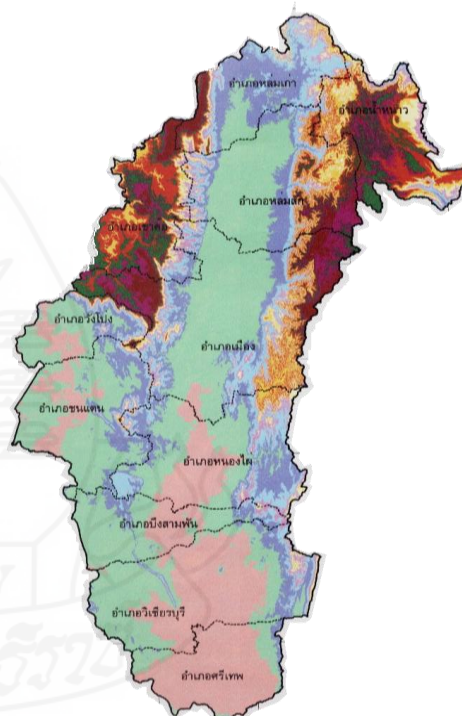 อำเภอหล่มเก่า
อำเภอน้ำหนาว
อำเภอหล่มสัก
อำเภอเขาค้อ
อำเภอวังโป่ง
อำเภอเมือง
อำเภอชนแดน
อำเภอหนองไผ่
อำเภอบึงสามพัน
อำเภอวิเชียรบุรี
อำเภอศรีเทพ